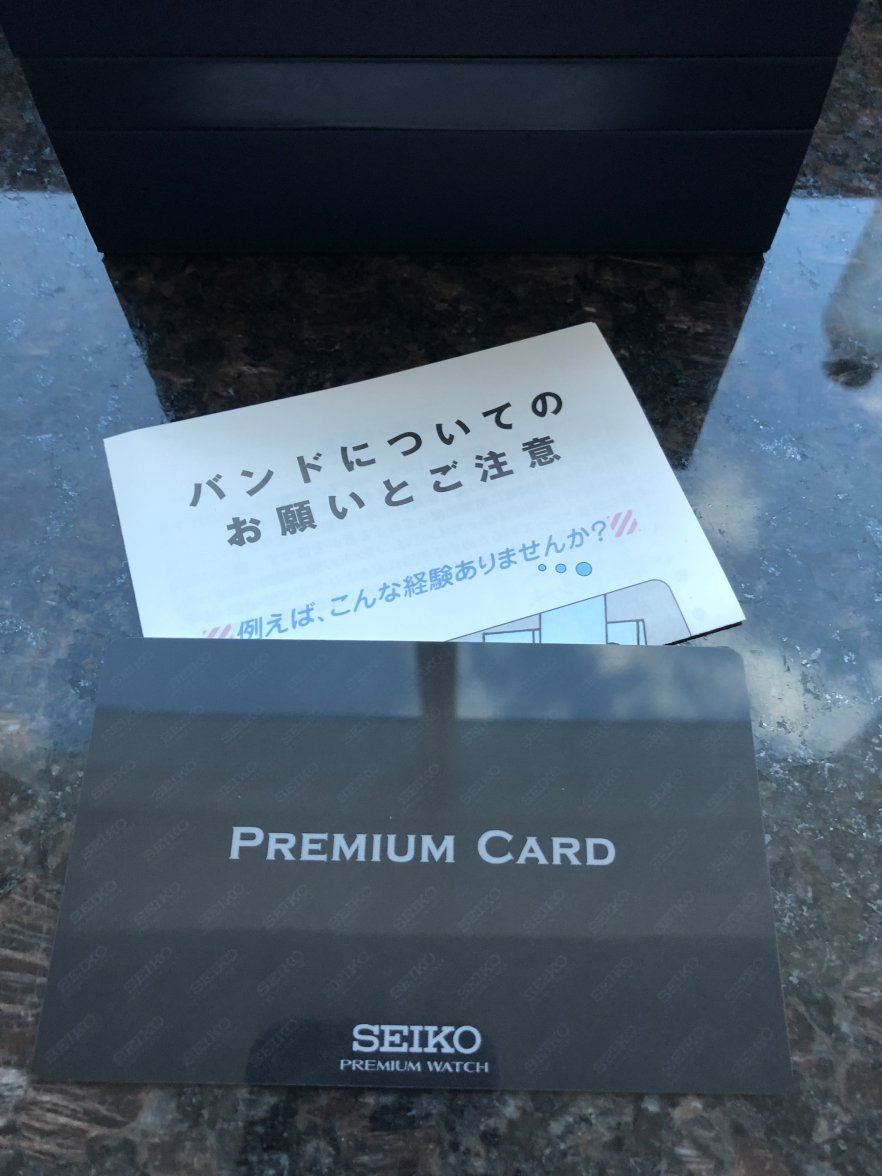 バンドについての
お願いとご注意
例えば、こんな経験ありませんか?
PREMIUM CARD
SEIKO
PREMIUM WATCH